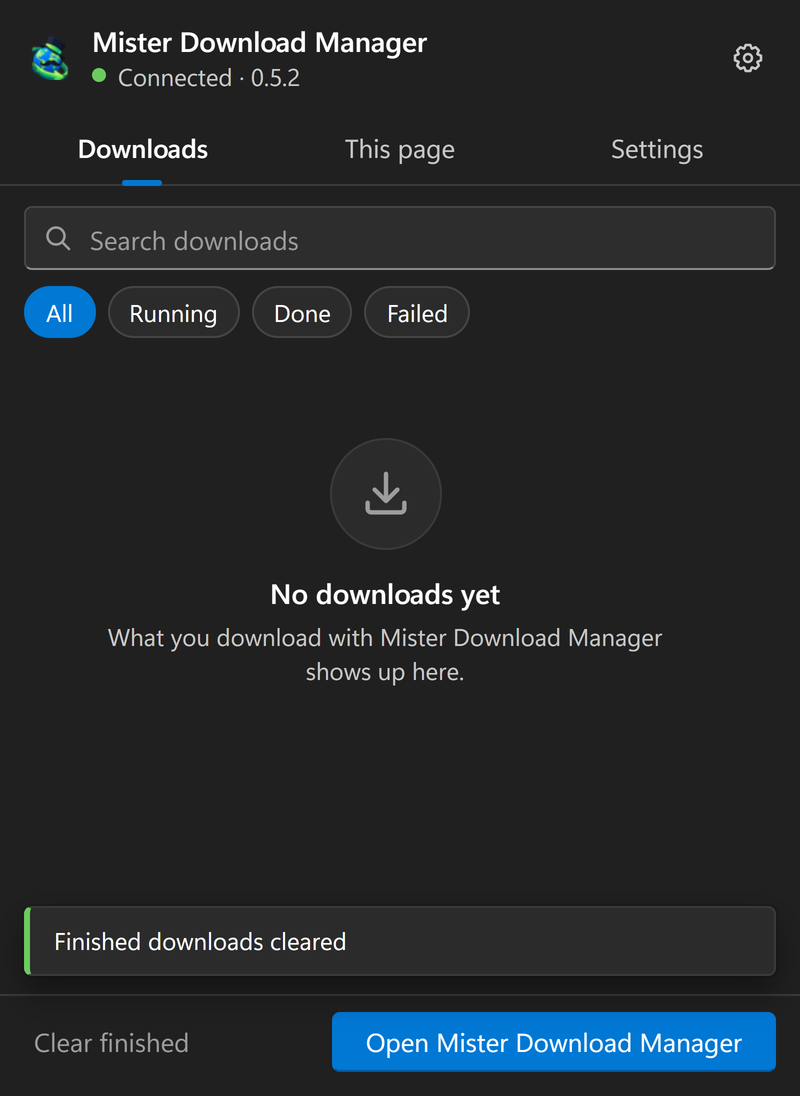 Mister Download Manager
Connected · 0.5.2
Downloads
This page
Settings
Search downloads
All
Running
Done
Failed
No downloads yet
What you download with Mister Download Manager
shows up here.
Finished downloads cleared
Clear finished
Open Mister Download Manager